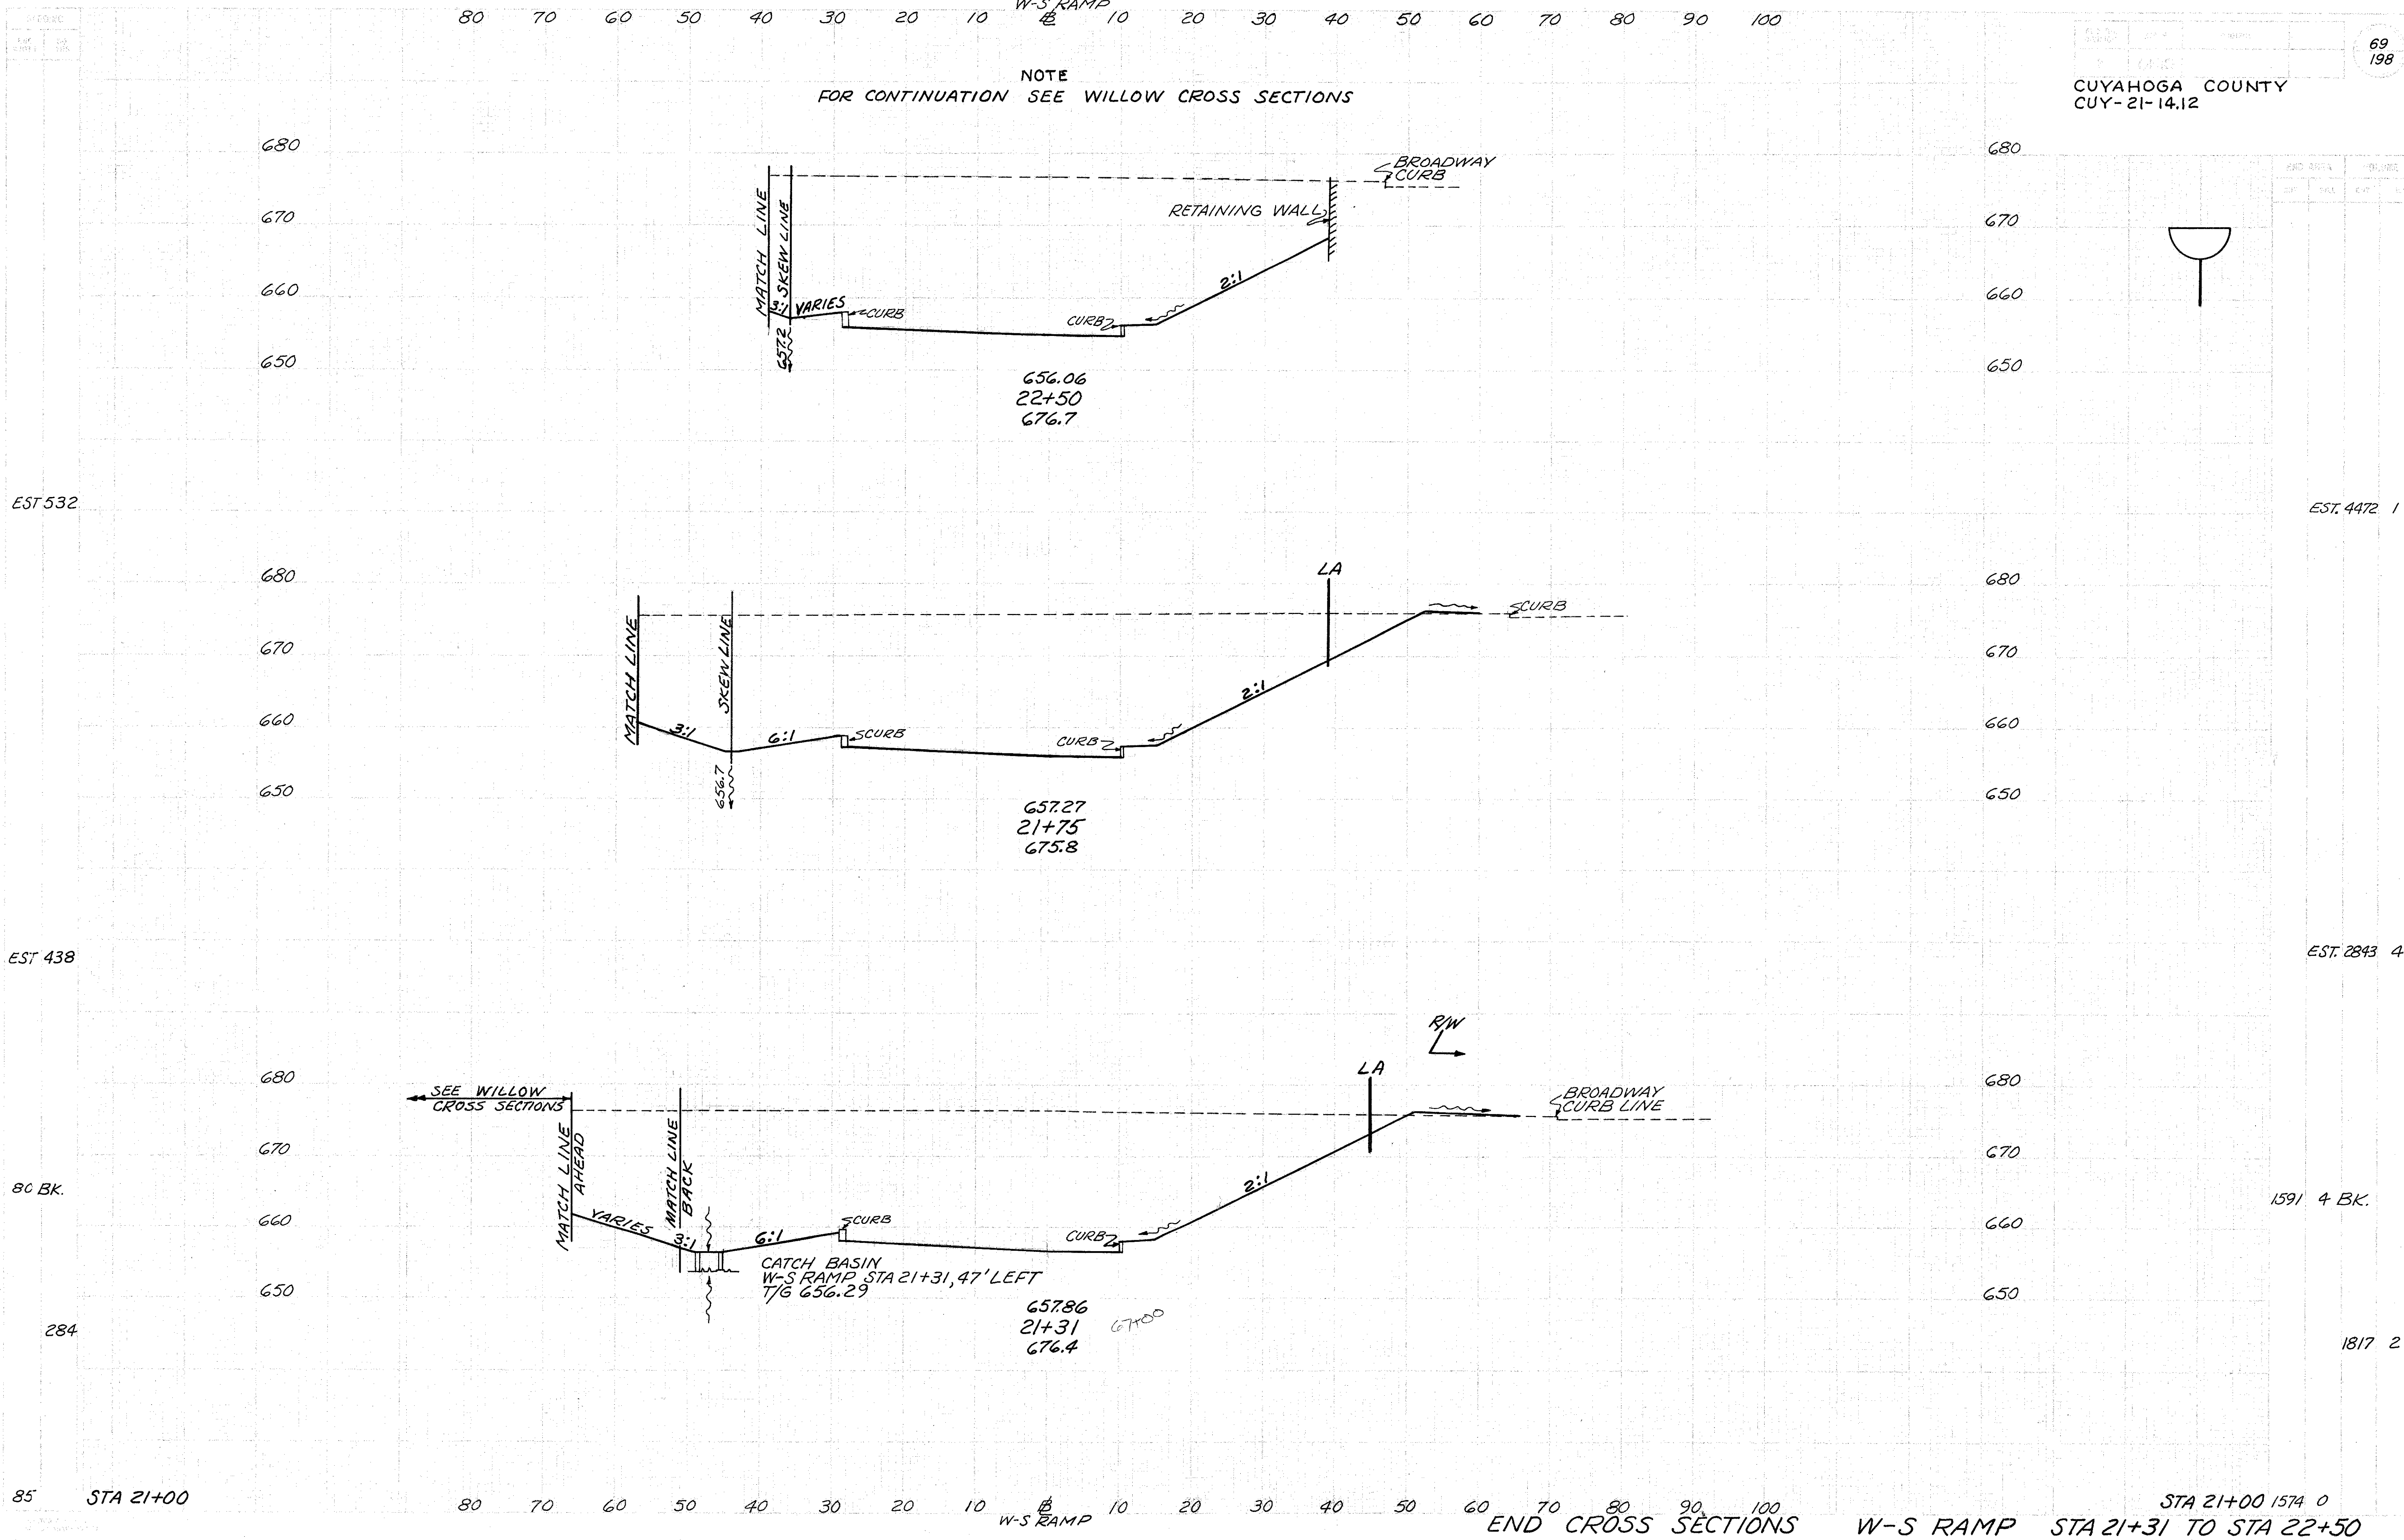 W-S RAMP
80 70 60 50 40 30 20 10 B 10 20 30 40 50 60 70 80 90 100
69
198
NOTE
FOR CONTINUATION SEE WILLOW CROSS SECTIONS
CUYAHOGA COUNTY
CUY-21-14.12
680
670
660
650
MATCH LINE
SKEW LINE
3:1
VARIES
657.2
CURB
CURB
2:1
RETAINING WALL
BROADWAY
CURB
680
670
660
650
656.06
22+50
676.7
EST 532
EST. 4472 1
680
670
660
650
MATCH LINE
SKEW LINE
3:1
6:1
656.7
CURB
CURB
2:1
LA
CURB
680
670
660
650
657.27
21+75
675.8
EST 438
EST. 2843 4
R/W
LA
680
670
660
650
SEE WILLOW
CROSS SECTIONS
MATCH LINE
AHEAD
MATCH LINE
BACK
VARIES
3:1
6:1
CURB
CURB
2:1
BROADWAY
CURB LINE
680
670
660
650
CATCH BASIN
W-S RAMP STA 21+31, 47' LEFT
T/G 656.29
657.86
21+31
676.4
67+00
80 BK.
1591 4 BK.
284
1817 2
85 STA 21+00
80 70 60 50 40 30 20 10 B 10 20 30 40 50 60 70 80 90 100
W-S RAMP
STA 21+00 1574 0
END CROSS SECTIONS W-S RAMP STA 21+31 TO STA 22+50